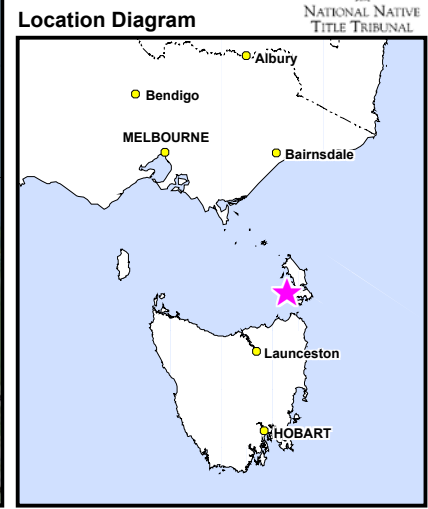 NATIONAL NATIVE
TITLE TRIBUNAL
Location Diagram
Albury
Bendigo
MELBOURNE
Bairnsdale
Launceston
HOBART